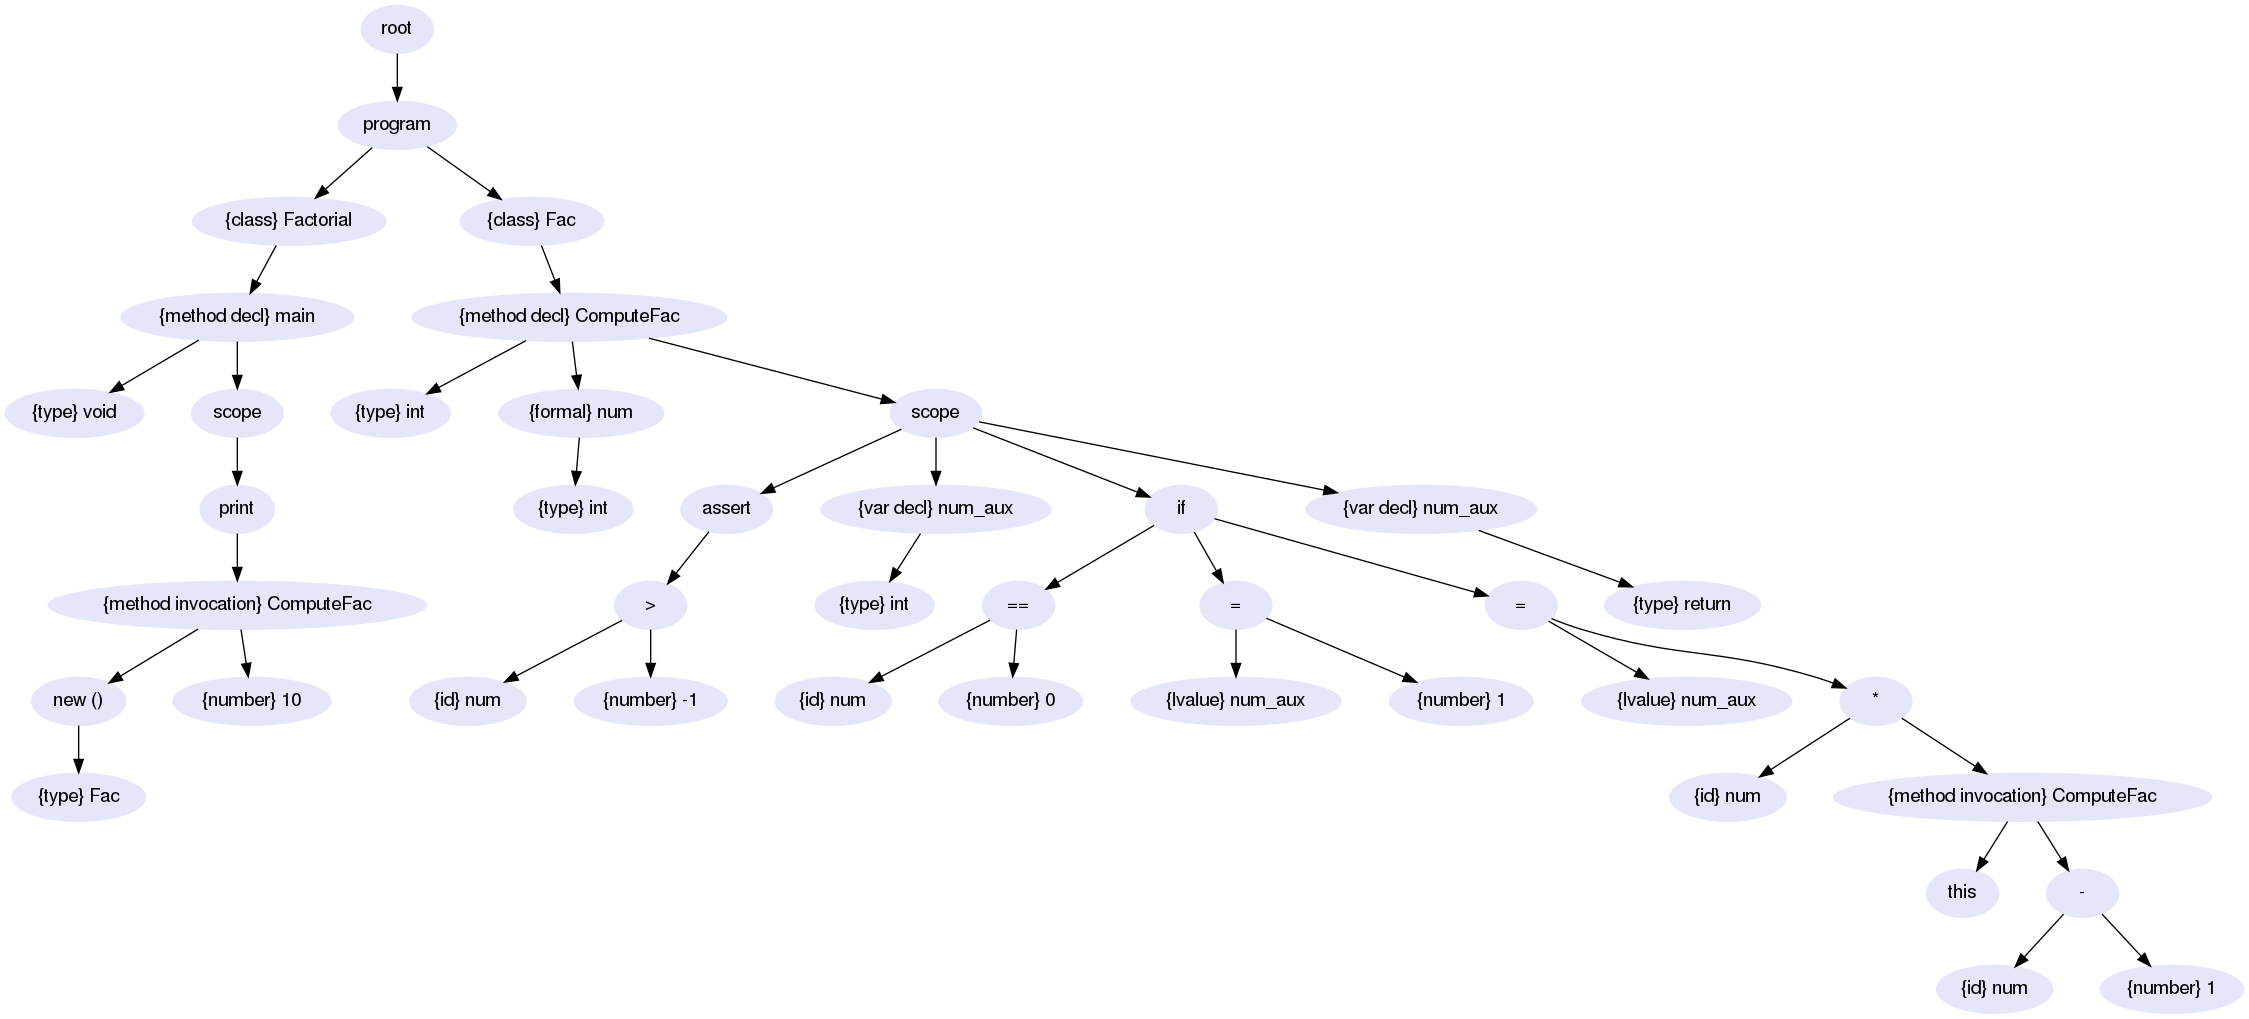 root
program
{class} Factorial
{class} Fac
{method decl} main
{method decl} ComputeFac
{type} void
scope
{type} int
{formal} num
scope
print
{type} int
assert
{var decl} num_aux
if
{var decl} num_aux
{method invocation} ComputeFac
>
{type} int
==
=
=
{type} return
new ()
{number} 10
{id} num
{number} -1
{id} num
{number} 0
{lvalue} num_aux
{number} 1
{lvalue} num_aux
*
{type} Fac
{id} num
{method invocation} ComputeFac
this
-
{id} num
{number} 1